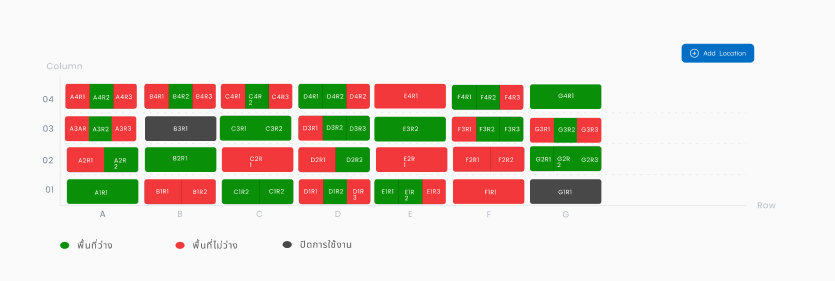 Add Location
Column
04 A4R1 A4R2 A4R3 B4R1 B4R2 B4R3 C4R1 C4R2 C4R3 D4R1 D4R2 D4R2 E4R1 F4R1 F4R2 F4R3 G4R1
03 A3AR A3R2 A3R3 B3R1 C3R1 C3R2 D3R1 D3R2 D3R3 E3R2 F3R1 F3R2 F3R3 G3R1 G3R2 G3R3
02 A2R1 A2R2 B2R1 C2R1 D2R1 D2R2 E2R1 F2R1 F2R2 G2R1 G2R2 G2R3
01 A1R1 B1R1 B1R2 C1R2 C1R2 D1R1 D1R2 D1R3 E1R1 E1R2 E1R3 F1R1 G1R1
Row
A B C D E F G
พื้นที่ว่าง พื้นที่ไม่ว่าง ปิดการใช้งาน